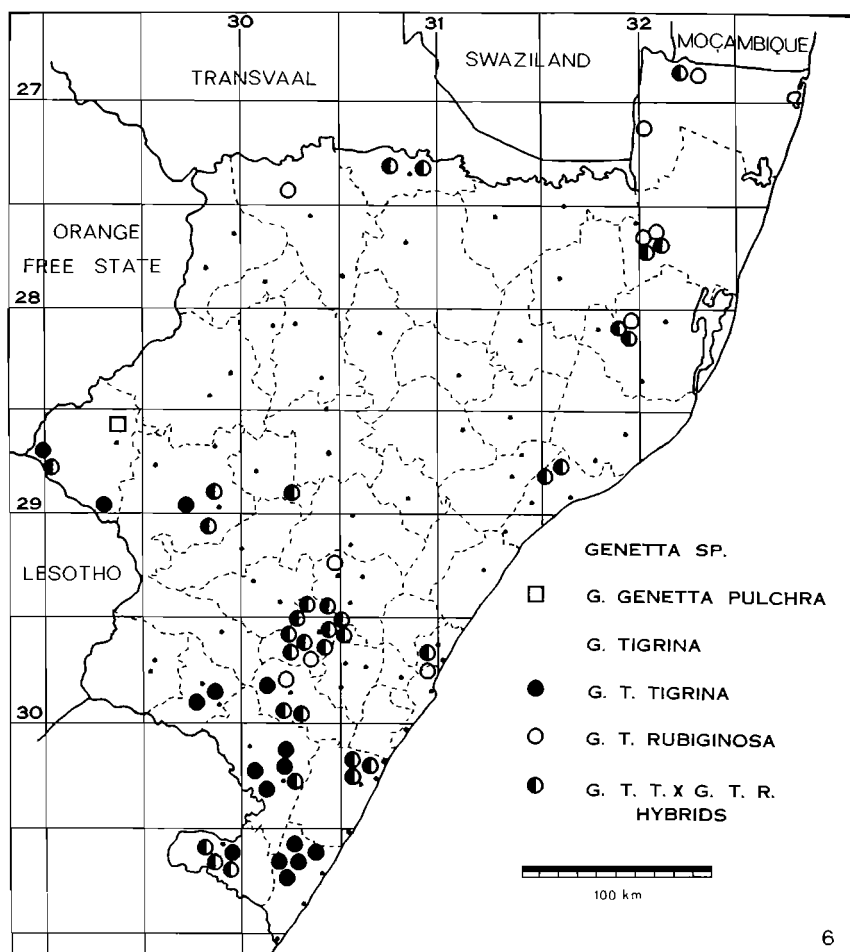 30
31
32
TRANSVAAL
SWAZILAND
MOÇAMBIQUE
27
ORANGE
FREE STATE
28
29
LESOTHO
30
GENETTA SP.
G. GENETTA PULCHRA
G. TIGRINA
G. T. TIGRINA
G. T. RUBIGINOSA
G. T. T. X G. T. R.
HYBRIDS
100 km
6